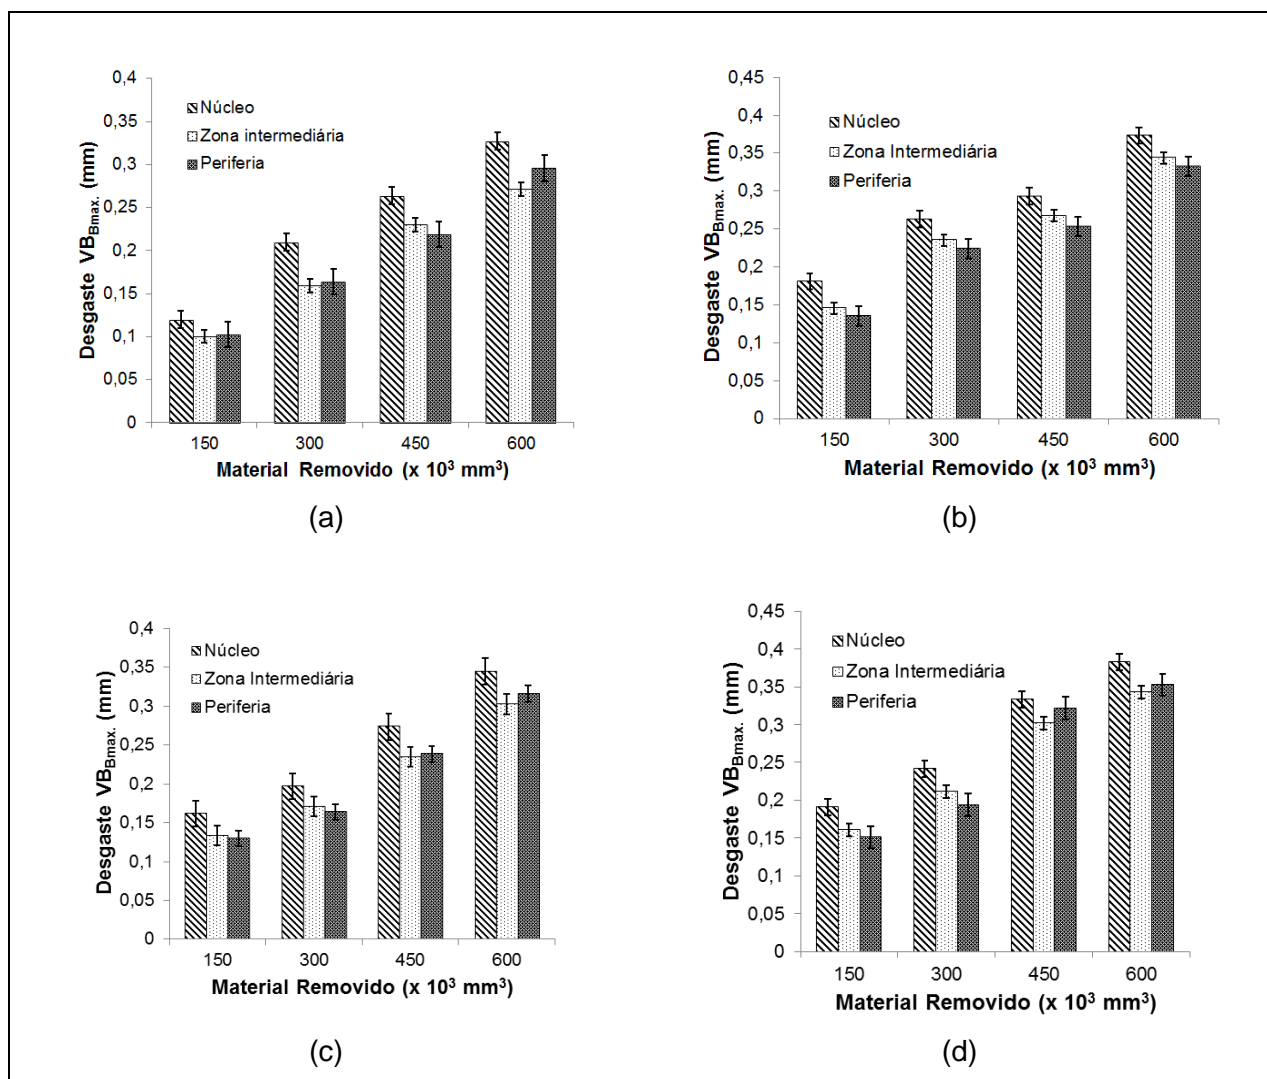 0,4
0,35
0,3
0,25
0,2
0,15
0,1
0,05
0
Desgaste VB_Bmax. (mm)
Núcleo
Zona intermediária
Periferia
150 300 450 600
Material Removido (x 10³ mm³)
(a)
0,45
0,4
0,35
0,3
0,25
0,2
0,15
0,1
0,05
0
Desgaste VB_Bmax. (mm)
Núcleo
Zona Intermediária
Periferia
150 300 450 600
Material Removido (x 10³ mm³)
(b)
0,4
0,35
0,3
0,25
0,2
0,15
0,1
0,05
0
Desgaste VB_Bmax. (mm)
Núcleo
Zona Intermediária
Periferia
150 300 450 600
Material Removido (x 10³ mm³)
(c)
0,45
0,4
0,35
0,3
0,25
0,2
0,15
0,1
0,05
0
Desgaste VB_Bmax. (mm)
Núcleo
Zona Intermediária
Periferia
150 300 450 600
Material Removido (x 10³ mm³)
(d)